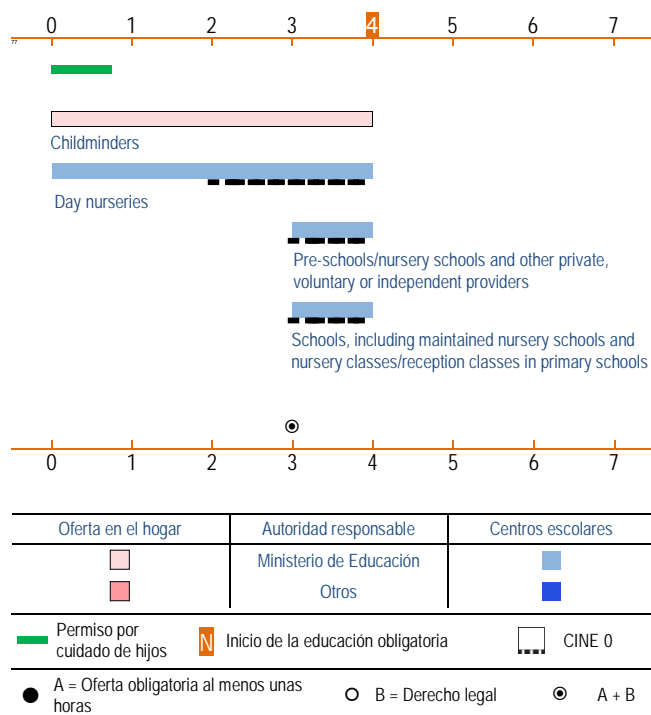 0 1 2 3 4 5 6 7
77
Childminders
Day nurseries
Pre-schools/nursery schools and other private,
voluntary or independent providers
Schools, including maintained nursery schools and
nursery classes/reception classes in primary schools
0 1 2 3 4 5 6 7
Oferta en el hogar Autoridad responsable Centros escolares
Ministerio de Educación
Otros
Permiso por
cuidado de hijos
N Inicio de la educación obligatoria
CINE 0
A = Oferta obligatoria al menos unas
horas
B = Derecho legal
A + B